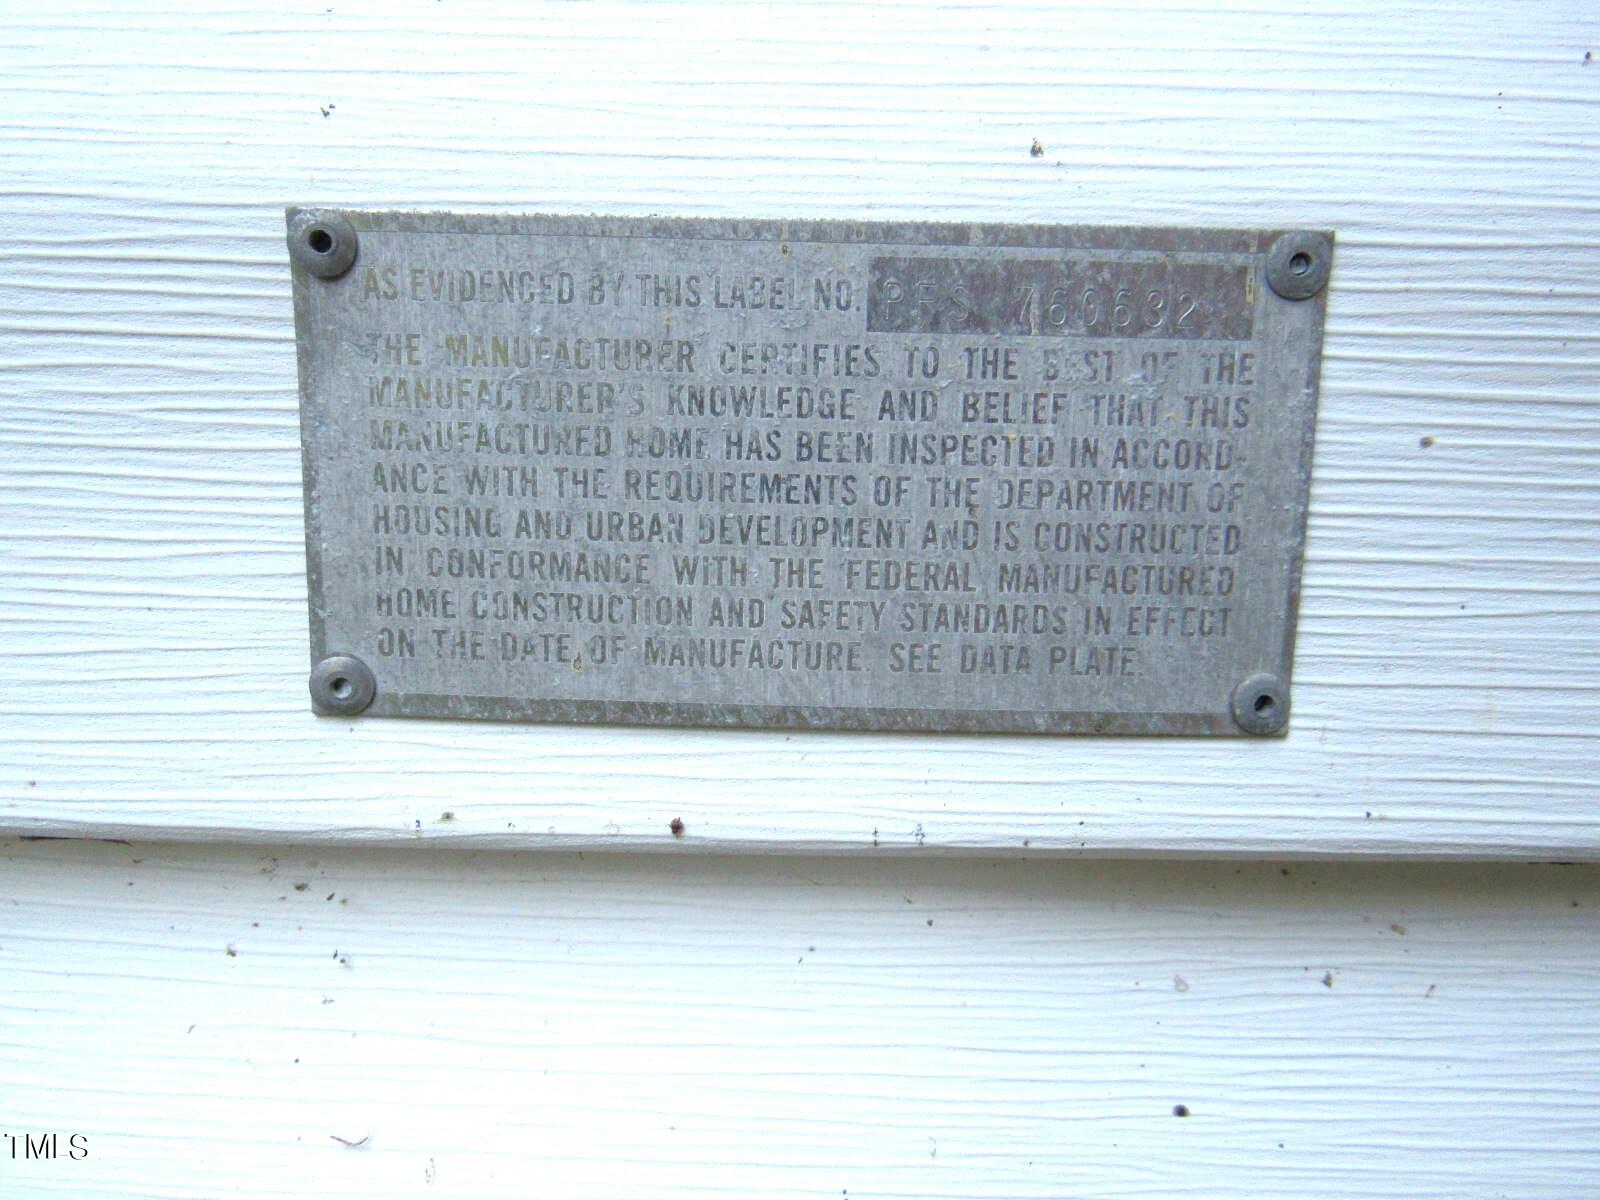 AS EVIDENCED BY THIS LABEL NO. PFS 760632
THE MANUFACTURER CERTIFIES TO THE BEST OF THE
MANUFACTURER'S KNOWLEDGE AND BELIEF THAT THIS
MANUFACTURED HOME HAS BEEN INSPECTED IN ACCORD-
ANCE WITH THE REQUIREMENTS OF THE DEPARTMENT OF
HOUSING AND URBAN DEVELOPMENT AND IS CONSTRUCTED
IN CONFORMANCE WITH THE FEDERAL MANUFACTURED
HOME CONSTRUCTION AND SAFETY STANDARDS IN EFFECT
ON THE DATE OF MANUFACTURE. SEE DATA PLATE.
TMLS